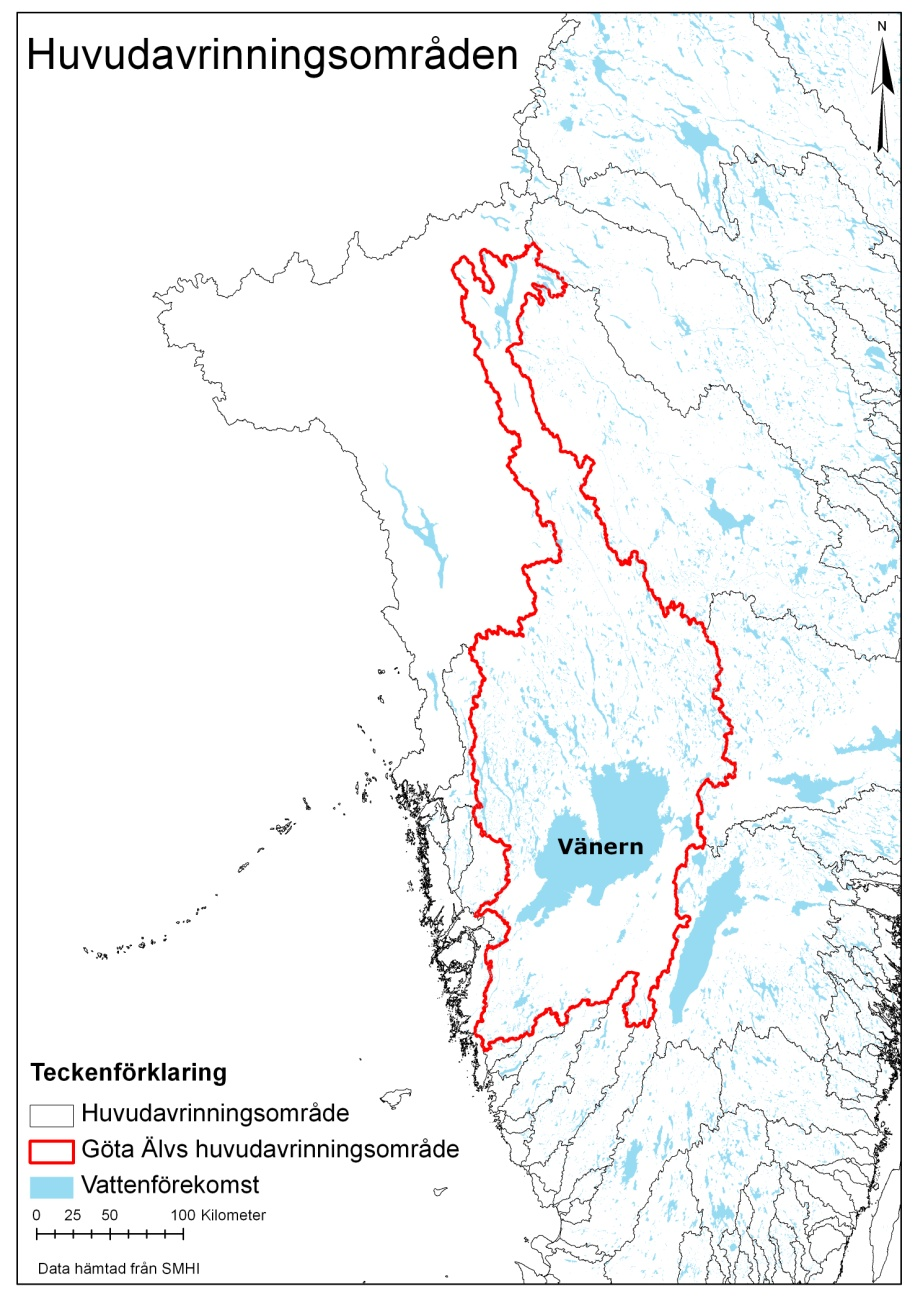 Huvudavrinningsområden
N
Vänern
Teckenförklaring
Huvudavrinningsområde
Göta Älvs huvudavrinningsområde
Vattenförekomst
0 25 50 100 Kilometer
Data hämtad från SMHI